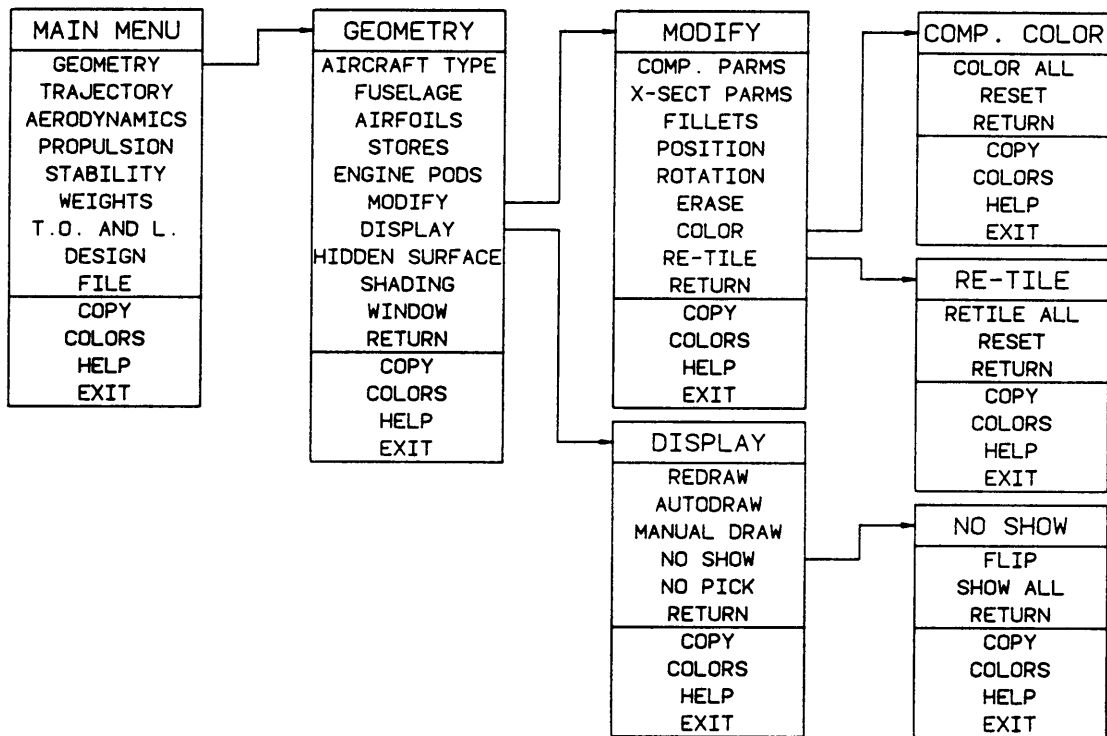 MAIN MENU
GEOMETRY
TRAJECTORY
AERODYNAMICS
PROPULSION
STABILITY
WEIGHTS
T.O. AND L.
DESIGN
FILE
COPY
COLORS
HELP
EXIT
GEOMETRY
AIRCRAFT TYPE
FUSELAGE
AIRFOILS
STORES
ENGINE PODS
MODIFY
DISPLAY
HIDDEN SURFACE
SHADING
WINDOW
RETURN
COPY
COLORS
HELP
EXIT
MODIFY
COMP. PARMS
X-SECT PARMS
FILLETS
POSITION
ROTATION
ERASE
COLOR
RE-TILE
RETURN
COPY
COLORS
HELP
EXIT
DISPLAY
REDRAW
AUTODRAW
MANUAL DRAW
NO SHOW
NO PICK
RETURN
COPY
COLORS
HELP
EXIT
COMP. COLOR
COLOR ALL
RESET
RETURN
COPY
COLORS
HELP
EXIT
RE-TILE
RETILE ALL
RESET
RETURN
COPY
COLORS
HELP
EXIT
NO SHOW
FLIP
SHOW ALL
RETURN
COPY
COLORS
HELP
EXIT